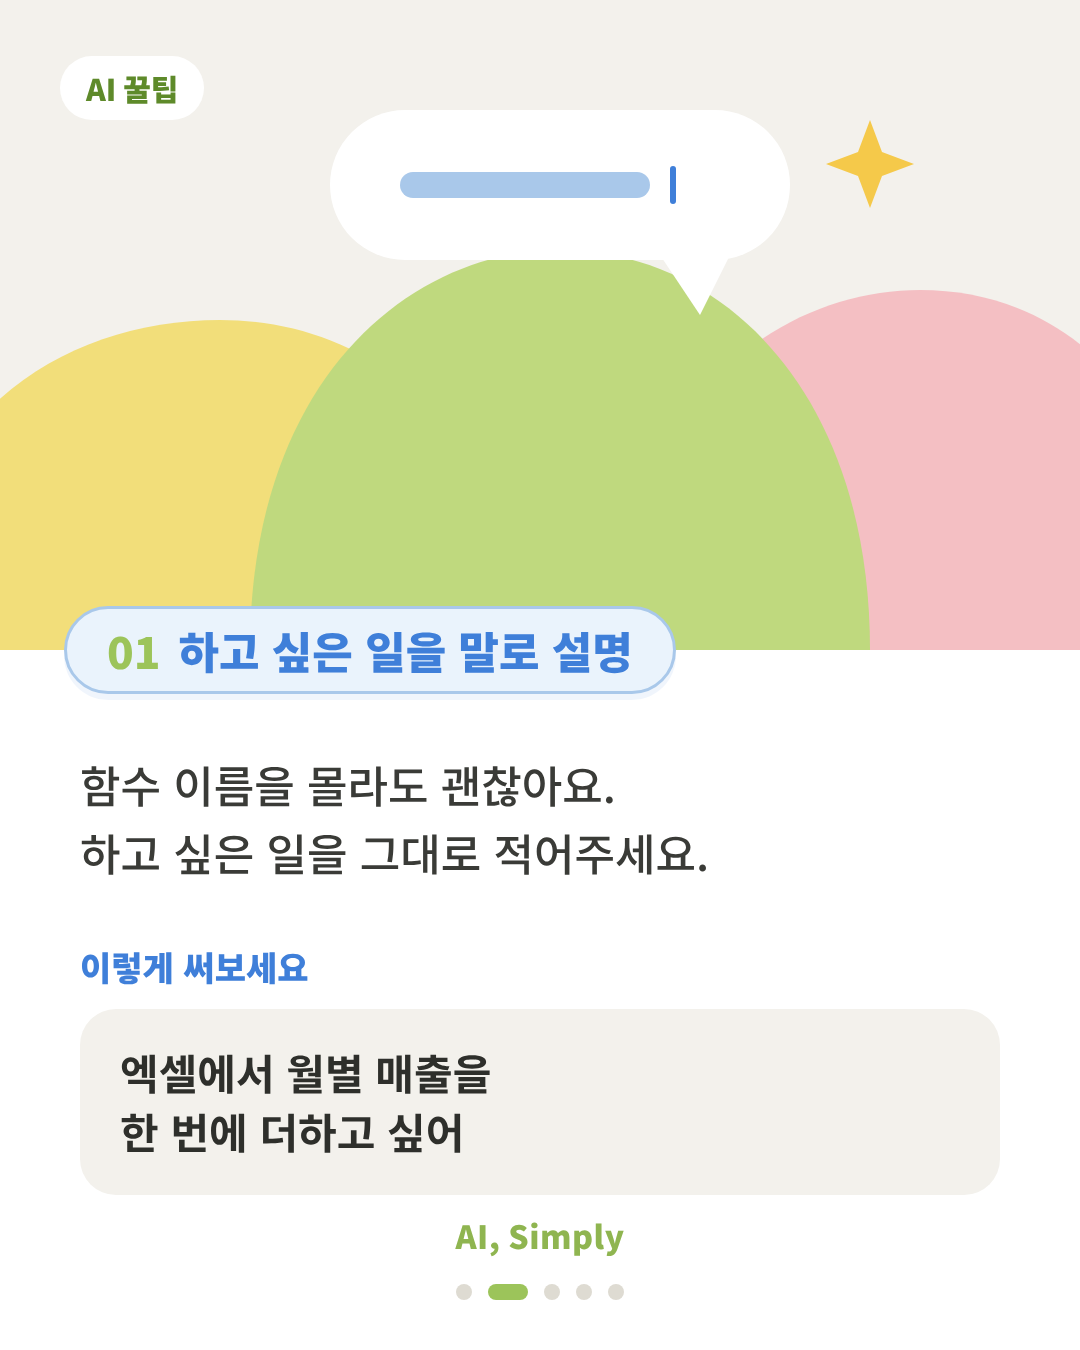 AI 꿀팁
01 하고 싶은 일을 말로 설명
함수 이름을 몰라도 괜찮아요.
하고 싶은 일을 그대로 적어주세요.
이렇게 써보세요
엑셀에서 월별 매출을
한 번에 더하고 싶어
AI, Simply